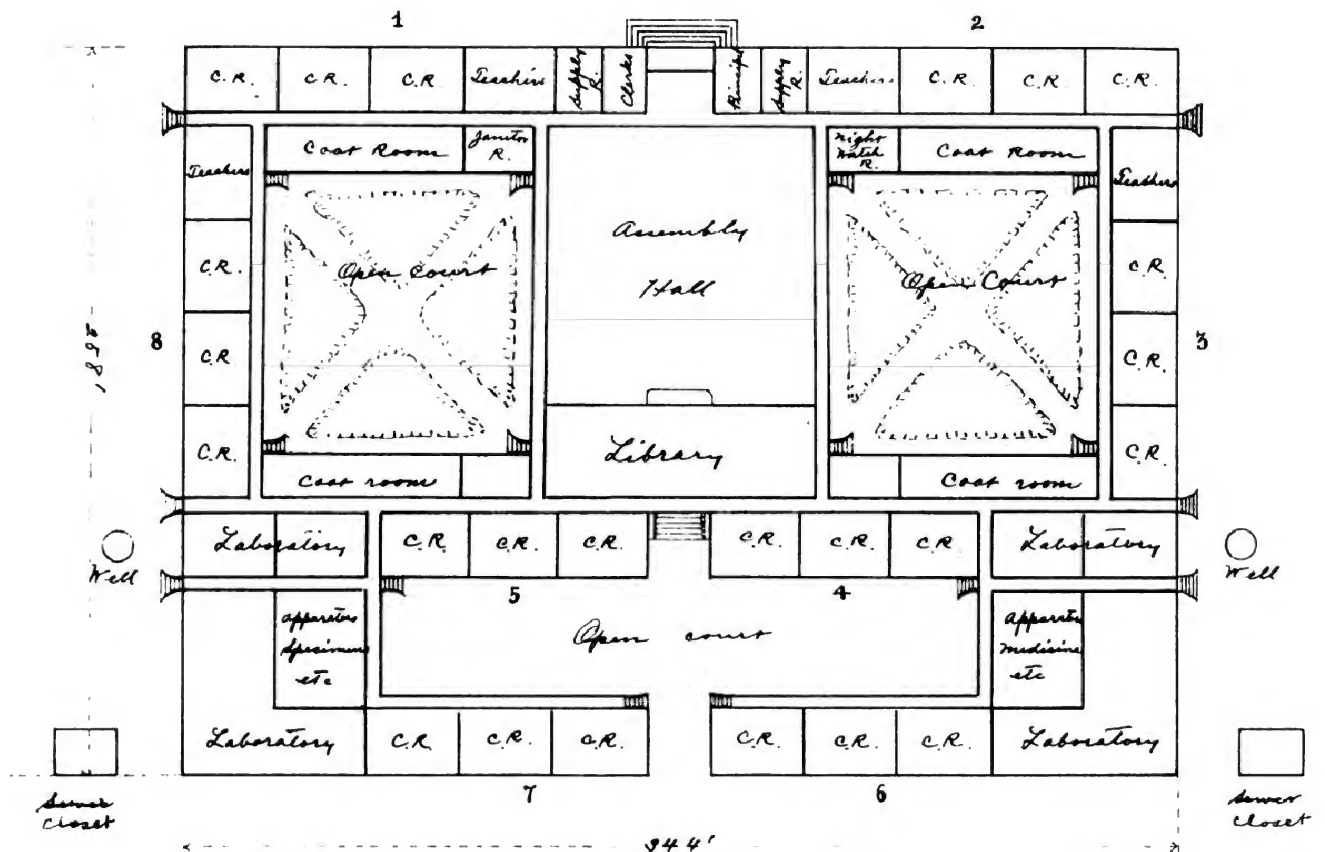 1
2
C.R.
C.R.
C.R.
Teachers
Supply
R.
Clerks
Principl
Supply
R.
Teachers
C.R.
C.R.
C.R.
Coat Room
Janitor
R.
Night
Watch
R.
Coat Room
Teachers
Teachers
Assembly
Hall
Open Court
Open Court
C.R.
C.R.
8
3
C.R
C.R.
C.R.
C.R.
Library
Coat room
Coat room
Laboratory
C.R.
C.R.
C.R.
C.R.
C.R.
C.R.
Laboratory
Well
Well
5
4
Open court
apparatus
Specimens
etc
Apparatus
medicine
etc
Laboratory
C.R
C.R.
C.R.
C.R.
C.R.
C.R.
Laboratory
7
6
Sewer
Closet
Sewer
Closet
344'